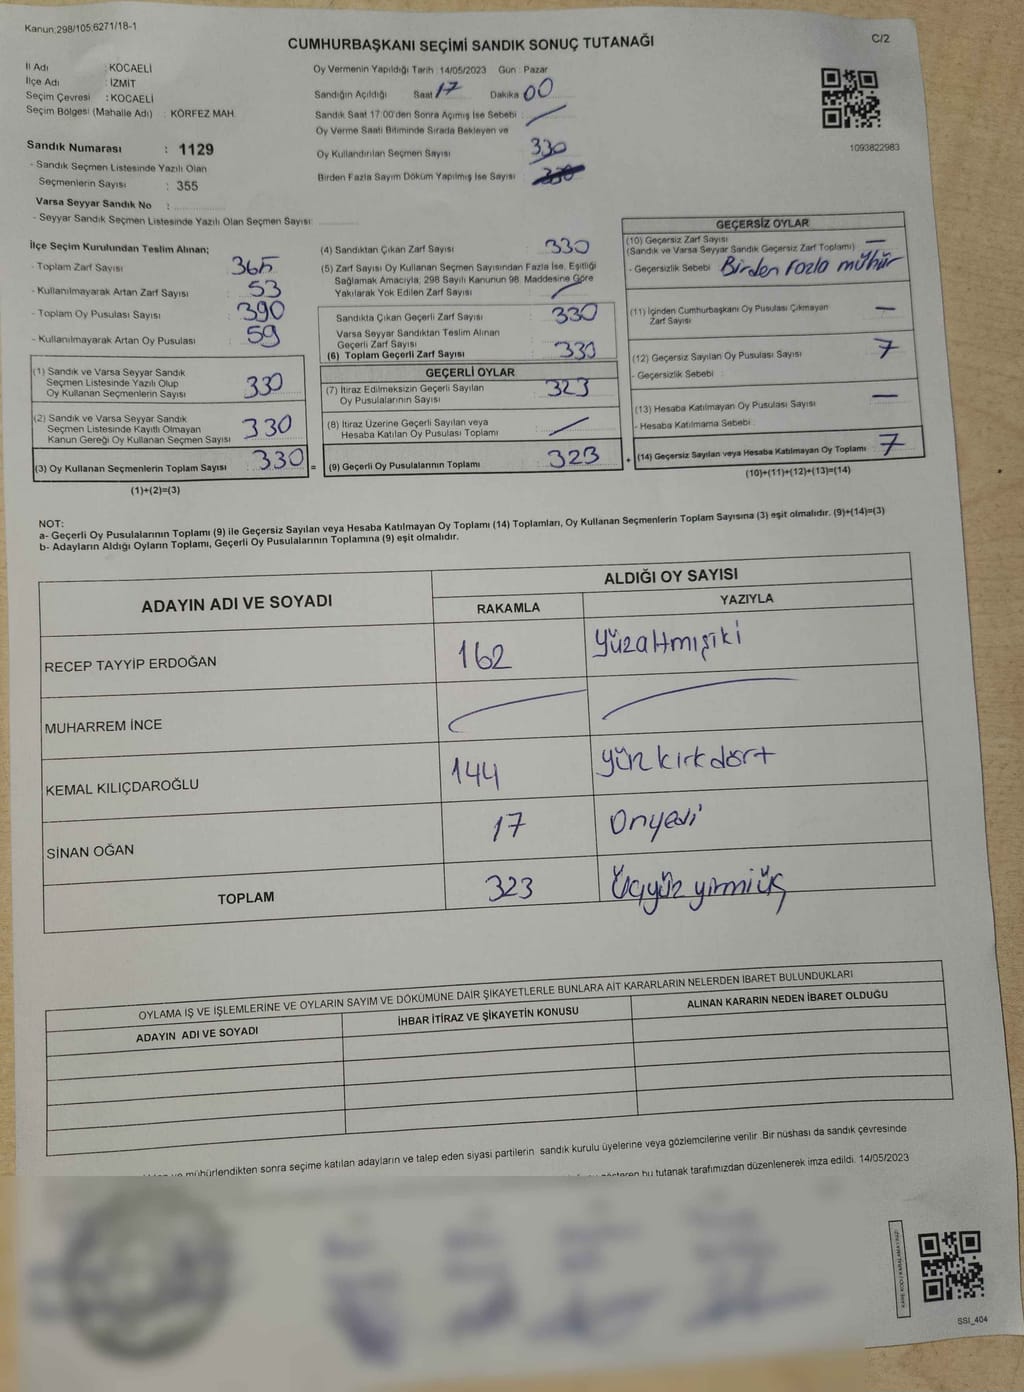 Kanun:298/105;6271/18-1
C/2
CUMHURBAŞKANI SEÇİMİ SANDIK SONUÇ TUTANAĞI
İl Adı : KOCAELİ
İlçe Adı : İZMİT
Seçim Çevresi : KOCAELİ
Seçim Bölgesi (Mahalle Adı) : KÖRFEZ MAH.
Sandık Numarası : 1129
- Sandık Seçmen Listesinde Yazılı Olan
Seçmenlerin Sayısı : 355
Varsa Seyyar Sandık No :
- Seyyar Sandık Seçmen Listesinde Yazılı Olan Seçmen Sayısı:
Oy Vermenin Yapıldığı Tarih : 14/05/2023 Gün : Pazar
Sandığın Açıldığı Saat 17 Dakika 00
Sandık Saat 17:00'den Sonra Açımış İse Sebebi :
Oy Verme Saati Bitiminde Sırada Bekleyen ve
Oy Kullandırılan Seçmen Sayısı 330
Birden Fazla Sayım Döküm Yapılmış İse Sayısı
1093822983
İlçe Seçim Kurulundan Teslim Alınan;
- Toplam Zarf Sayısı : 365
- Kullanılmayarak Artan Zarf Sayısı : 53
- Toplam Oy Pusulası Sayısı : 390
- Kullanılmayarak Artan Oy Pusulası : 59
(1) Sandık ve Varsa Seyyar Sandık
Seçmen Listesinde Yazılı Olup
Oy Kullanan Seçmenlerin Sayısı : 330
(2) Sandık ve Varsa Seyyar Sandık
Seçmen Listesinde Kayıtlı Olmayan
Kanun Gereği Oy Kullanan Seçmen Sayısı : 330
(3) Oy Kullanan Seçmenlerin Toplam Sayısı : 330 =
(1)+(2)=(3)
(4) Sandıktan Çıkan Zarf Sayısı : 330
(5) Zarf Sayısı Oy Kullanan Seçmen Sayısından Fazla İse, Eşitliği
Sağlamak Amacıyla, 298 Sayılı Kanunun 98. Maddesine Göre
Yakılarak Yok Edilen Zarf Sayısı
Sandıkta Çıkan Geçerli Zarf Sayısı : 330
Varsa Seyyar Sandıktan Teslim Alınan
Geçerli Zarf Sayısı
(6) Toplam Geçerli Zarf Sayısı : 330
GEÇERLİ OYLAR
(7) İtiraz Edilmeksizin Geçerli Sayılan
Oy Pusulalarının Sayısı : 323
(8) İtiraz Üzerine Geçerli Sayılan veya
Hesaba Katılan Oy Pusulası Toplamı :
(9) Geçerli Oy Pusulalarının Toplamı : 323 +
GEÇERSİZ OYLAR
(10) Geçersiz Zarf Sayısı —
(Sandık ve Varsa Seyyar Sandık Geçersiz Zarf Toplamı)
- Geçersizlik Sebebi : Birden Fazla mühür
(11) İçinden Cumhurbaşkanı Oy Pusulası Çıkmayan
Zarf Sayısı —
(12) Geçersiz Sayılan Oy Pusulası Sayısı 7
- Geçersizlik Sebebi :
(13) Hesaba Katılmayan Oy Pusulası Sayısı —
- Hesaba Katılmama Sebebi :
(14) Geçersiz Sayılan veya Hesaba Katılmayan Oy Toplamı : 7
(10)+(11)+(12)+(13)=(14)
NOT:
a- Geçerli Oy Pusulalarının Toplamı (9) ile Geçersiz Sayılan veya Hesaba Katılmayan Oy Toplamı (14) Toplamları, Oy Kullanan Seçmenlerin Toplam Sayısına (3) eşit olmalıdır. (9)+(14)=(3)
b- Adayların Aldığı Oyların Toplamı, Geçerli Oy Pusulalarının Toplamına (9) eşit olmalıdır.
ADAYIN ADI VE SOYADI
ALDIĞI OY SAYISI
RAKAMLA YAZIYLA
RECEP TAYYİP ERDOĞAN 162 Yüzaltmışiki
MUHARREM İNCE
KEMAL KILIÇDAROĞLU 144 yüzkırkdört
SİNAN OĞAN 17 Onyedi
TOPLAM 323 Üçyüzyirmiüç
OYLAMA İŞ VE İŞLEMLERİNE VE OYLARIN SAYIM VE DÖKÜMÜNE DAİR ŞİKAYETLERLE BUNLARA AİT KARARLARIN NELERDEN İBARET BULUNDUKLARI
ADAYIN ADI VE SOYADI İHBAR İTİRAZ VE ŞİKAYETİN KONUSU ALINAN KARARIN NEDEN İBARET OLDUĞU
mühürlendikten sonra seçime katılan adayların ve talep eden siyasi partilerin sandık kurulu üyelerine veya gözlemcilerine verilir. Bir nüshası da sandık çevresinde
bu tutanak tarafımızdan düzenlenerek imza edildi. 14/05/2023
SSI_404